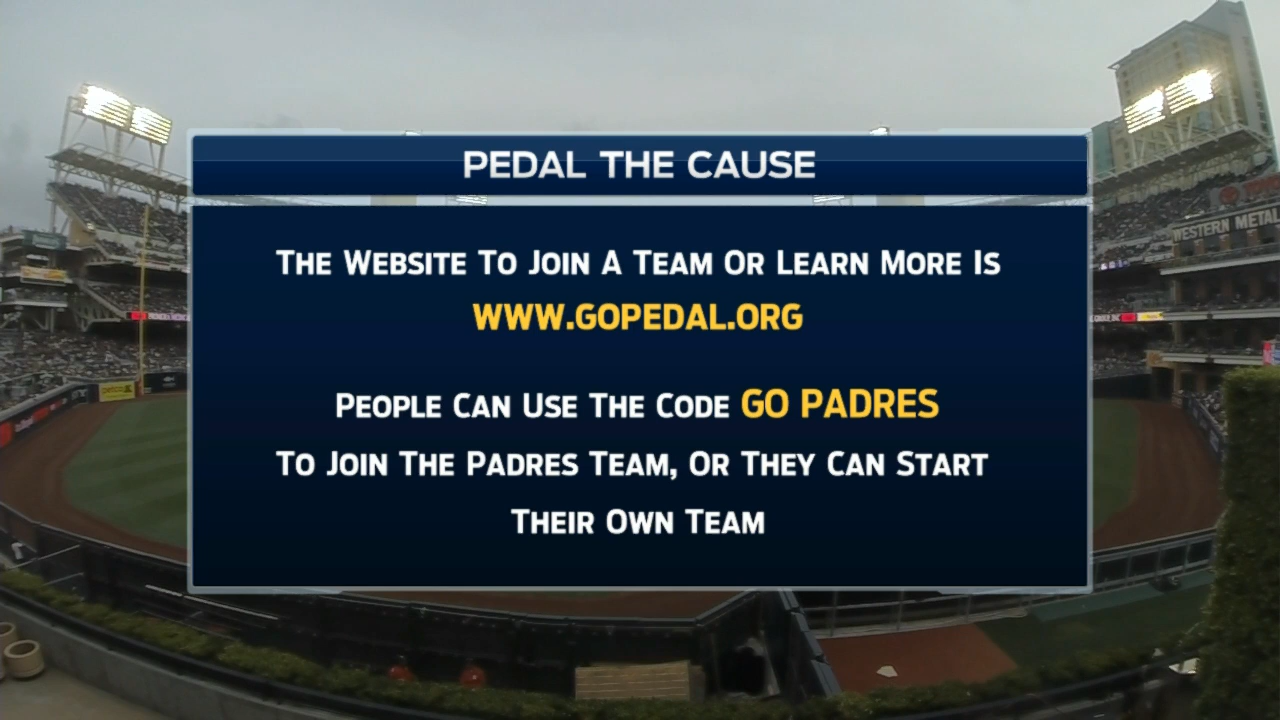 PEDAL THE CAUSE
THE WEBSITE TO JOIN A TEAM OR LEARN MORE IS
WWW.GOPEDAL.ORG
PEOPLE CAN USE THE CODE GO PADRES
TO JOIN THE PADRES TEAM, OR THEY CAN START
THEIR OWN TEAM
WESTERN METAL
petco